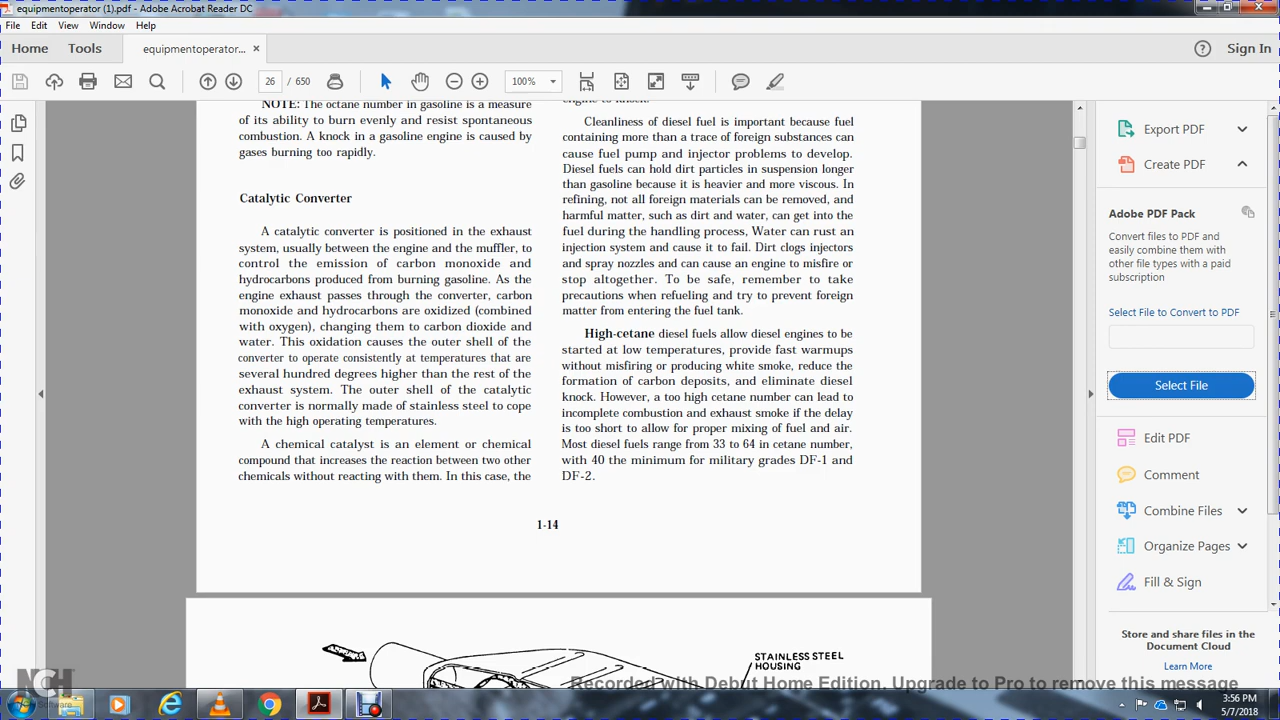 equipmentoperator (1).pdf - Adobe Acrobat Reader DC
File Edit View Window Help
Home Tools equipmentoperator... × Sign In
26 / 650 100%
NOTE: The octane number in gasoline is a measure
of its ability to burn evenly and resist spontaneous
combustion. A knock in a gasoline engine is caused by
gases burning too rapidly.
Catalytic Converter
A catalytic converter is positioned in the exhaust
system, usually between the engine and the muffler, to
control the emission of carbon monoxide and
hydrocarbons produced from burning gasoline. As the
engine exhaust passes through the converter, carbon
monoxide and hydrocarbons are oxidized (combined
with oxygen), changing them to carbon dioxide and
water. This oxidation causes the outer shell of the
converter to operate consistently at temperatures that are
several hundred degrees higher than the rest of the
exhaust system. The outer shell of the catalytic
converter is normally made of stainless steel to cope
with the high operating temperatures.
A chemical catalyst is an element or chemical
compound that increases the reaction between two other
chemicals without reacting with them. In this case, the
engine to knock.
Cleanliness of diesel fuel is important because fuel
containing more than a trace of foreign substances can
cause fuel pump and injector problems to develop.
Diesel fuels can hold dirt particles in suspension longer
than gasoline because it is heavier and more viscous. In
refining, not all foreign materials can be removed, and
harmful matter, such as dirt and water, can get into the
fuel during the handling process, Water can rust an
injection system and cause it to fail. Dirt clogs injectors
and spray nozzles and can cause an engine to misfire or
stop altogether. To be safe, remember to take
precautions when refueling and try to prevent foreign
matter from entering the fuel tank.
High-cetane diesel fuels allow diesel engines to be
started at low temperatures, provide fast warmups
without misfiring or producing white smoke, reduce the
formation of carbon deposits, and eliminate diesel
knock. However, a too high cetane number can lead to
incomplete combustion and exhaust smoke if the delay
is too short to allow for proper mixing of fuel and air.
Most diesel fuels range from 33 to 64 in cetane number,
with 40 the minimum for military grades DF-1 and
DF-2.
1-14
STAINLESS STEEL
HOUSING
Export PDF
Create PDF
Adobe PDF Pack
Convert files to PDF and
easily combine them with
other file types with a paid
subscription
Select File to Convert to PDF
Select File
Edit PDF
Comment
Combine Files
Organize Pages
Fill & Sign
Store and share files in the
Document Cloud
Learn More
NCH
Software
Recorded with Debut Home Edition. Upgrade to Pro to remove this message
3:56 PM
5/7/2018